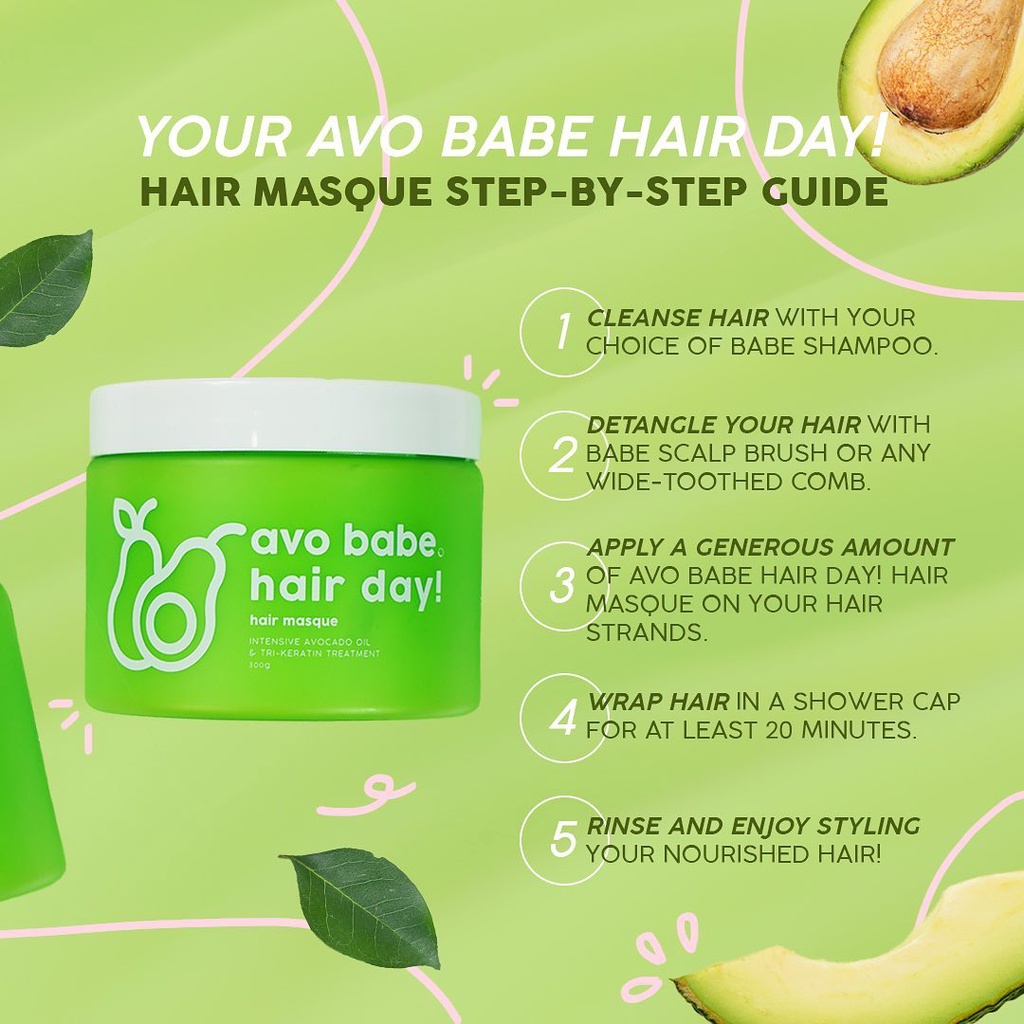 YOUR AVO BABE HAIR DAY!
HAIR MASQUE STEP-BY-STEP GUIDE
avo babe
hair day!
hair masque
INTENSIVE AVOCADO OIL
& TRI-KERATIN TREATMENT
300g
1
CLEANSE HAIR WITH YOUR
CHOICE OF BABE SHAMPOO.
2
DETANGLE YOUR HAIR WITH
BABE SCALP BRUSH OR ANY
WIDE-TOOTHED COMB.
3
APPLY A GENEROUS AMOUNT
OF AVO BABE HAIR DAY! HAIR
MASQUE ON YOUR HAIR
STRANDS.
4
WRAP HAIR IN A SHOWER CAP
FOR AT LEAST 20 MINUTES.
5
RINSE AND ENJOY STYLING
YOUR NOURISHED HAIR!